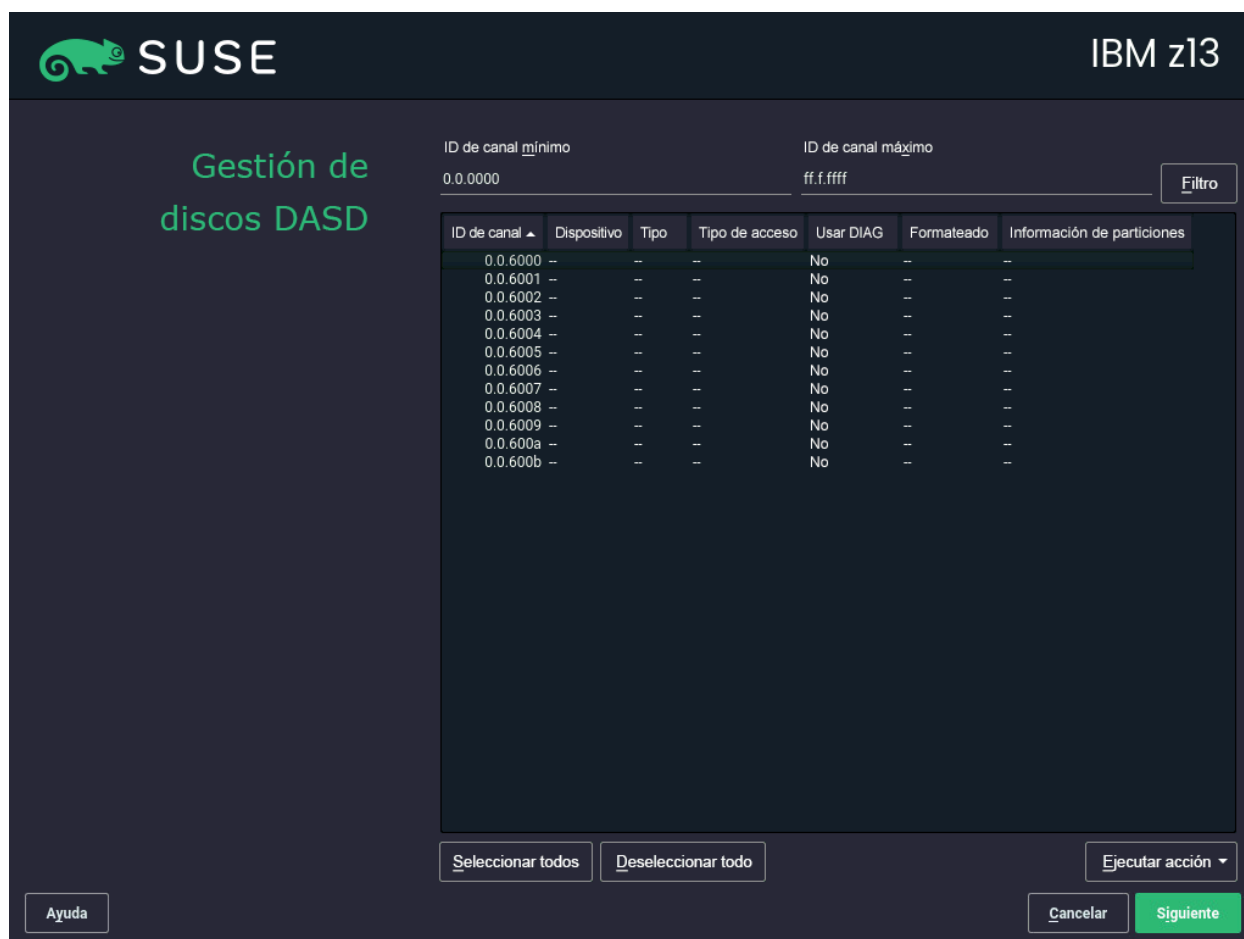 SUSE
IBM z13
Gestión de
discos DASD
ID de canal mínimo
ID de canal máximo
0.0.0000
ff.f.ffff
Filtro
ID de canal Dispositivo Tipo Tipo de acceso Usar DIAG Formateado Información de particiones
0.0.6000 -- -- -- No -- --
0.0.6001 -- -- -- No -- --
0.0.6002 -- -- -- No -- --
0.0.6003 -- -- -- No -- --
0.0.6004 -- -- -- No -- --
0.0.6005 -- -- -- No -- --
0.0.6006 -- -- -- No -- --
0.0.6007 -- -- -- No -- --
0.0.6008 -- -- -- No -- --
0.0.6009 -- -- -- No -- --
0.0.600a -- -- -- No -- --
0.0.600b -- -- -- No -- --
Seleccionar todos
Deseleccionar todo
Ejecutar acción
Ayuda
Cancelar
Siguiente